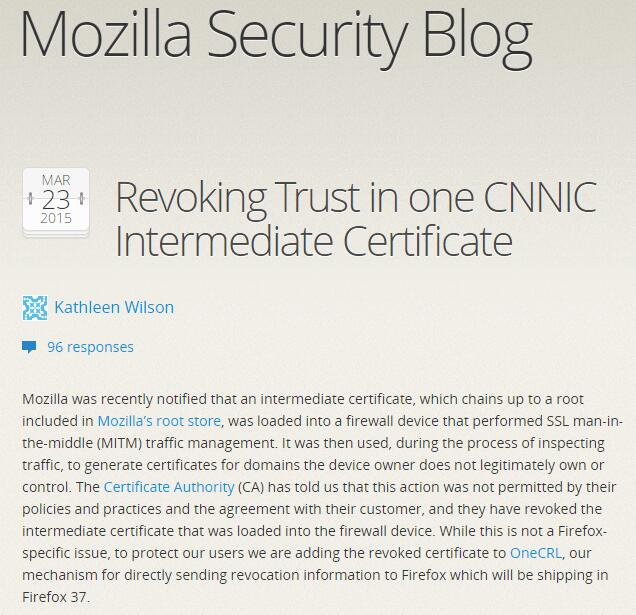 Mozilla Security Blog
MAR
23
2015
Revoking Trust in one CNNIC
Intermediate Certificate
Kathleen Wilson
96 responses
Mozilla was recently notified that an intermediate certificate, which chains up to a root
included in Mozilla's root store, was loaded into a firewall device that performed SSL man-in-
the-middle (MITM) traffic management. It was then used, during the process of inspecting
traffic, to generate certificates for domains the device owner does not legitimately own or
control. The Certificate Authority (CA) has told us that this action was not permitted by their
policies and practices and the agreement with their customer, and they have revoked the
intermediate certificate that was loaded into the firewall device. While this is not a Firefox-
specific issue, to protect our users we are adding the revoked certificate to OneCRL, our
mechanism for directly sending revocation information to Firefox which will be shipping in
Firefox 37.